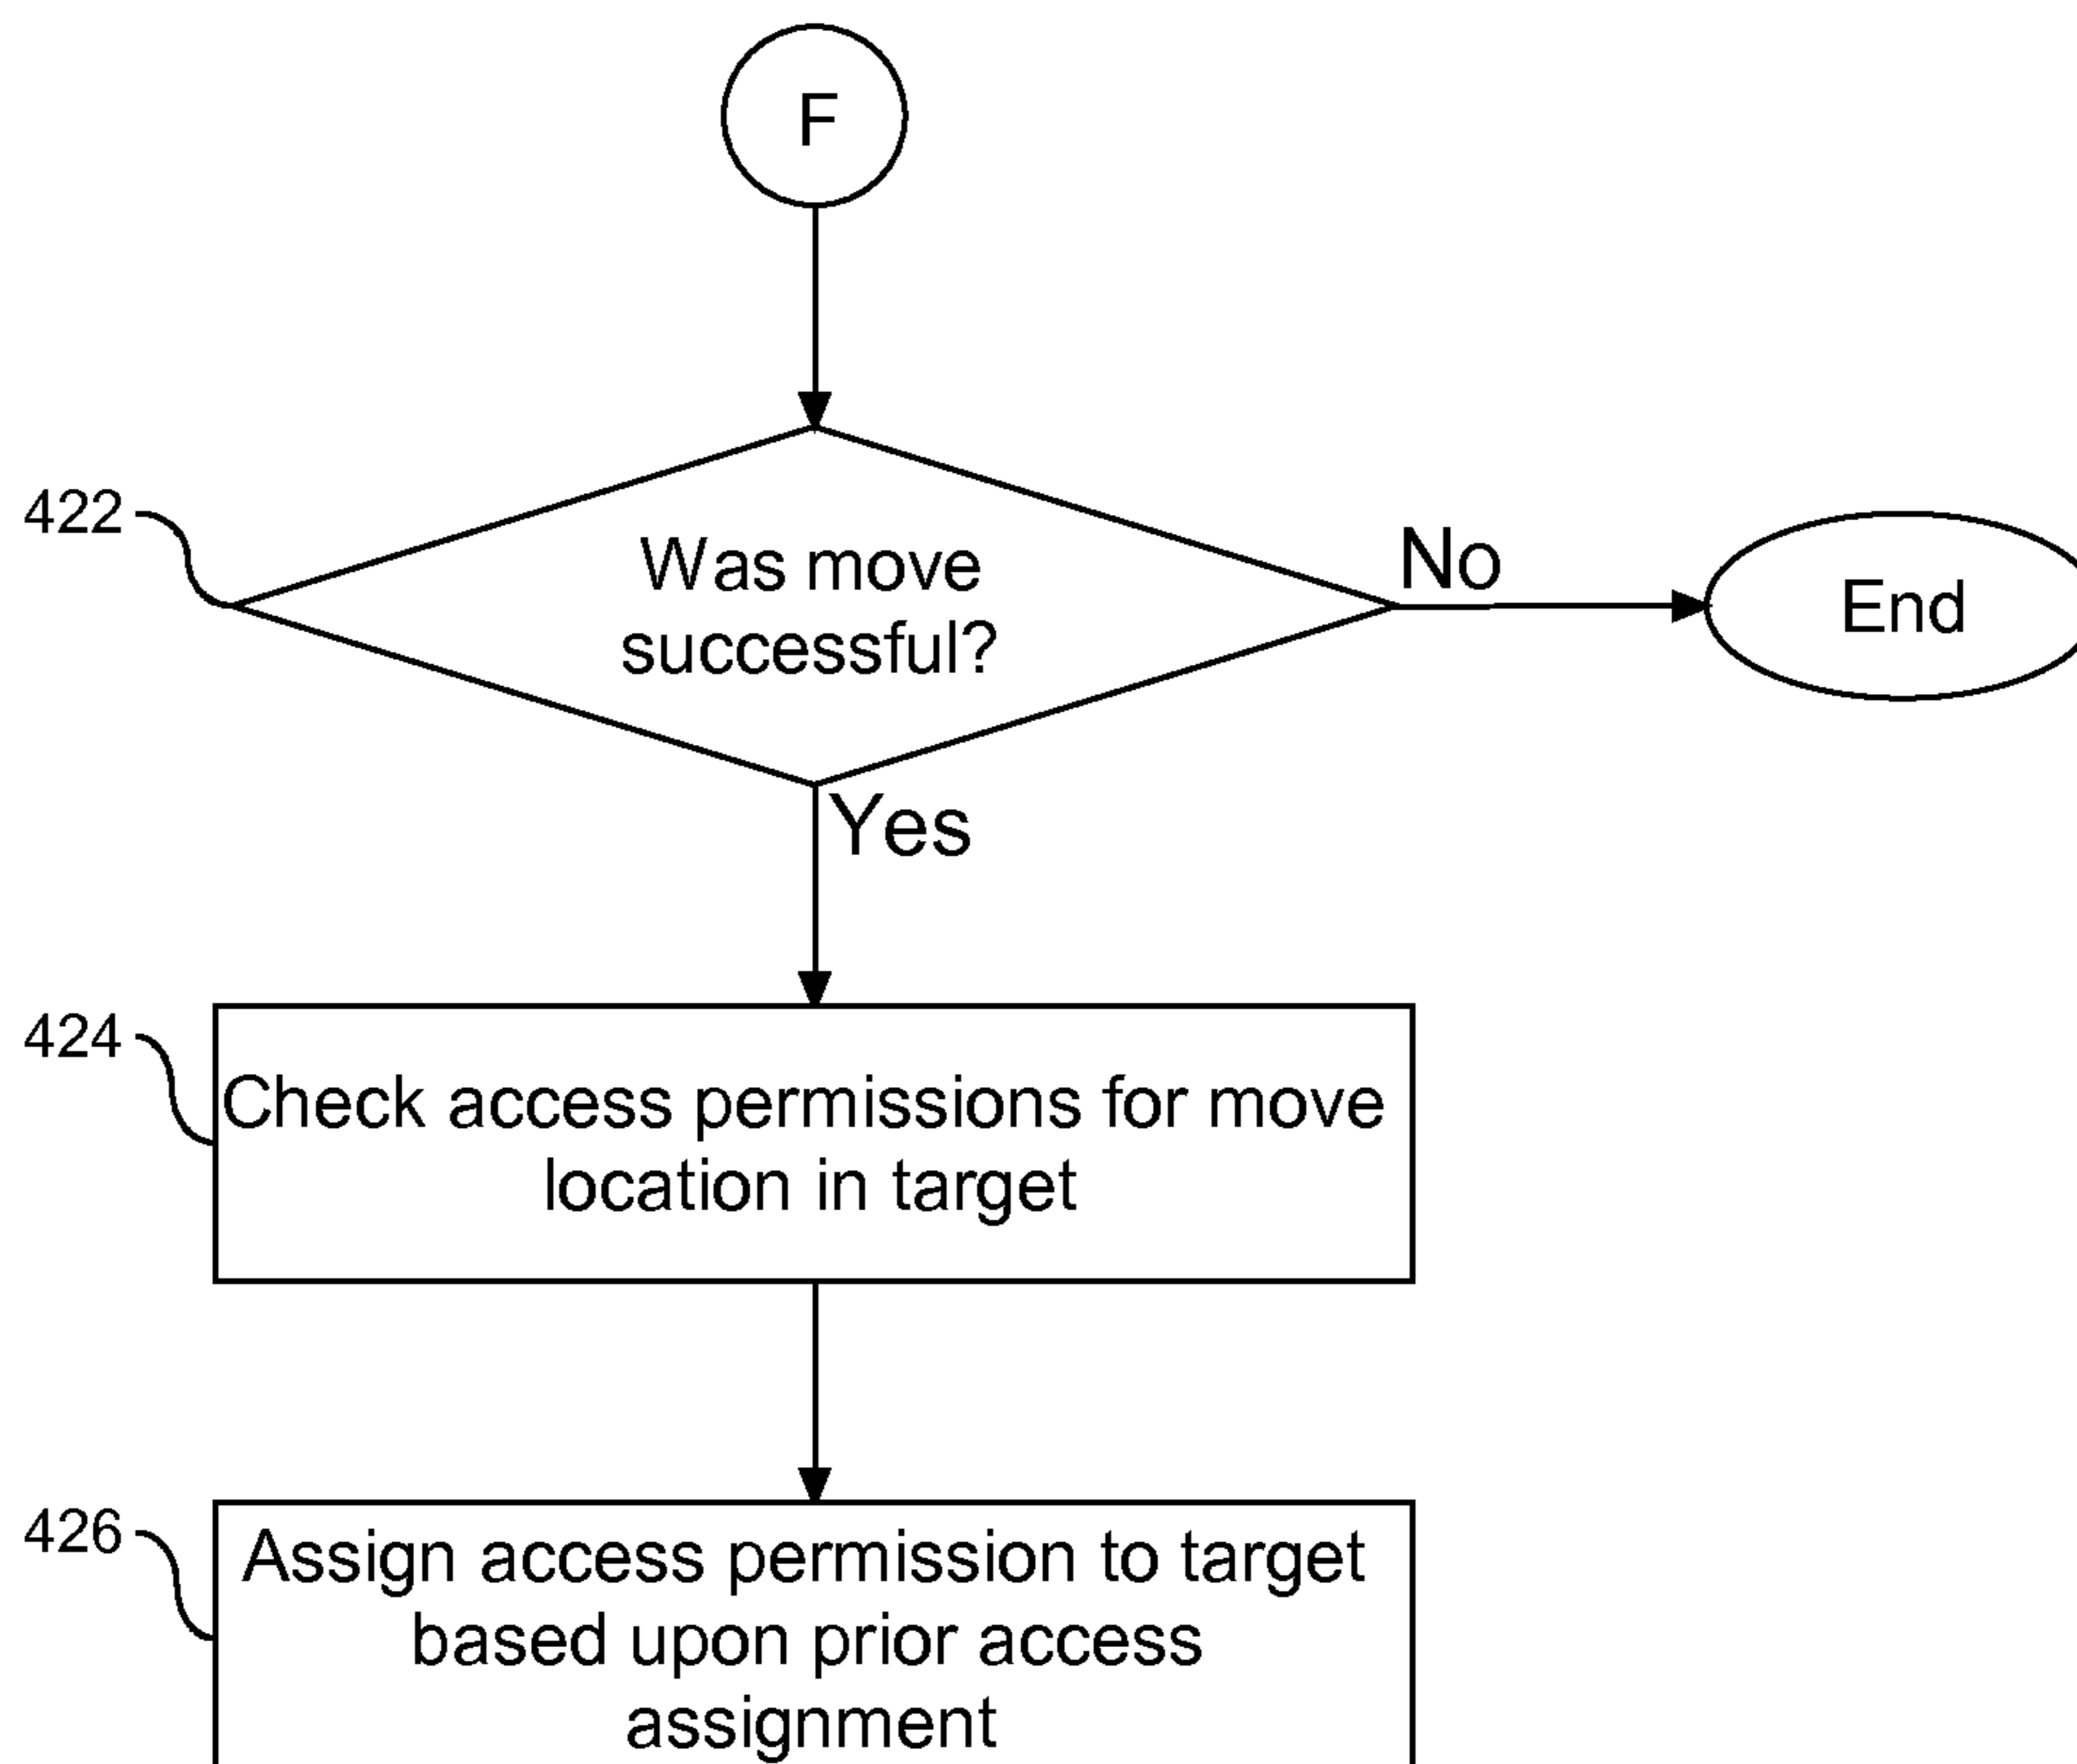 F
422
Was move
successful?
No
End
Yes
424
Check access permissions for move
location in target
426
Assign access permission to target
based upon prior access
assignment